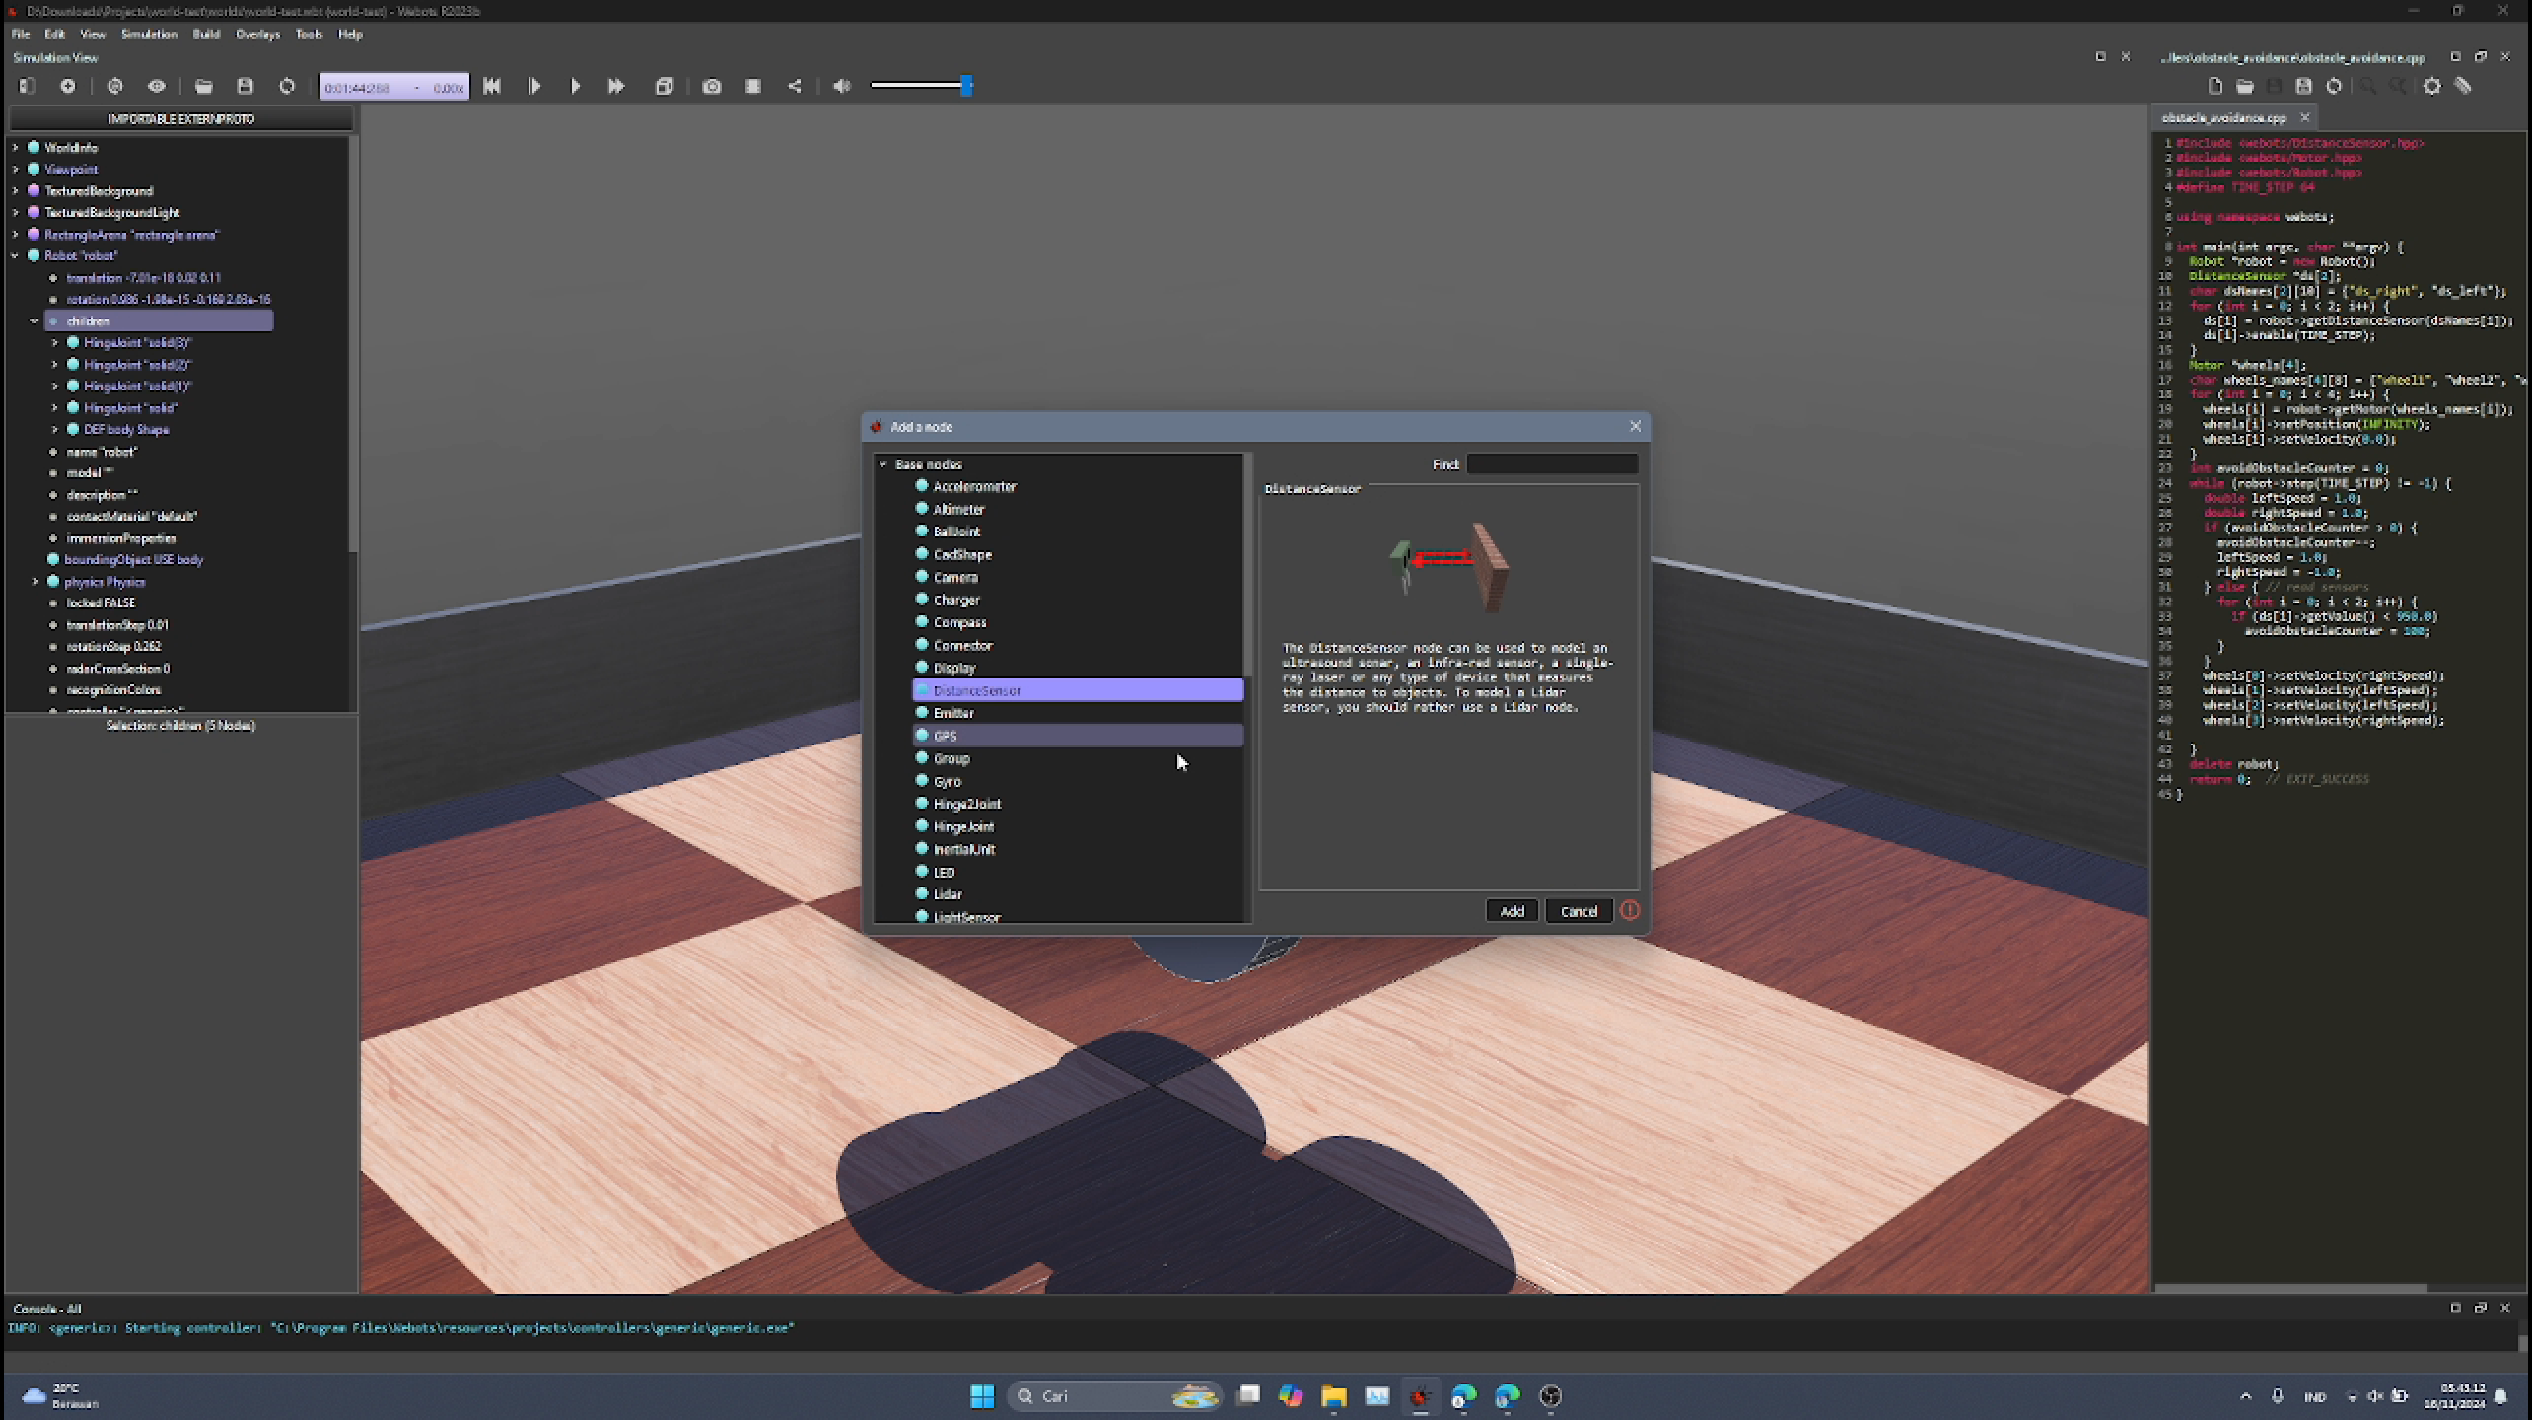 D:\Downloads\Projects\world-test\worlds\world-test.wbt (world-test) - Webots R2023b
File Edit View Simulation Build Overlays Tools Help
Simulation View
0:01:44:288 - 0.00x
IMPORTABLE EXTERNPROTO
WorldInfo
Viewpoint
TexturedBackground
TexturedBackgroundLight
RectangleArena "rectangle arena"
Robot "robot"
translation -7.01e-18 0.02 0.11
rotation 0.986 -1.98e-15 -0.169 2.03e-16
children
HingeJoint "solid(3)"
HingeJoint "solid(2)"
HingeJoint "solid(1)"
HingeJoint "solid"
DEF body Shape
name "robot"
model ""
description ""
contactMaterial "default"
immersionProperties
boundingObject USE body
physics Physics
locked FALSE
translationStep 0.01
rotationStep 0.262
radarCrossSection 0
recognitionColors
controller "<generic>"
Selection: children (5 Nodes)
Add a node
Base nodes
Accelerometer
Altimeter
BallJoint
CadShape
Camera
Charger
Compass
Connector
Display
DistanceSensor
Emitter
GPS
Group
Gyro
Hinge2Joint
HingeJoint
InertialUnit
LED
Lidar
LightSensor
Find:
DistanceSensor
The DistanceSensor node can be used to model an
ultrasound sonar, an infra-red sensor, a single-
ray laser or any type of device that measures
the distance to objects. To model a Lidar
sensor, you should rather use a Lidar node.
Add Cancel
...llers\obstacle_avoidance\obstacle_avoidance.cpp
obstacle_avoidance.cpp
1 #include <webots/DistanceSensor.hpp>
2 #include <webots/Motor.hpp>
3 #include <webots/Robot.hpp>
4 #define TIME_STEP 64
5
6 using namespace webots;
7
8 int main(int argc, char **argv) {
9 Robot *robot = new Robot();
10 DistanceSensor *ds[2];
11 char dsNames[2][10] = {"ds_right", "ds_left"};
12 for (int i = 0; i < 2; i++) {
13 ds[i] = robot->getDistanceSensor(dsNames[i]);
14 ds[i]->enable(TIME_STEP);
15 }
16 Motor *wheels[4];
17 char wheels_names[4][8] = {"wheel1", "wheel2", "w
18 for (int i = 0; i < 4; i++) {
19 wheels[i] = robot->getMotor(wheels_names[i]);
20 wheels[i]->setPosition(INFINITY);
21 wheels[i]->setVelocity(0.0);
22 }
23 int avoidObstacleCounter = 0;
24 while (robot->step(TIME_STEP) != -1) {
25 double leftSpeed = 1.0;
26 double rightSpeed = 1.0;
27 if (avoidObstacleCounter > 0) {
28 avoidObstacleCounter--;
29 leftSpeed = 1.0;
30 rightSpeed = -1.0;
31 } else { // read sensors
32 for (int i = 0; i < 2; i++) {
33 if (ds[i]->getValue() < 950.0)
34 avoidObstacleCounter = 100;
35 }
36 }
37 wheels[0]->setVelocity(rightSpeed);
38 wheels[1]->setVelocity(leftSpeed);
39 wheels[2]->setVelocity(leftSpeed);
40 wheels[3]->setVelocity(rightSpeed);
41
42 }
43 delete robot;
44 return 0; // EXIT_SUCCESS
45 }
Console - All
INFO: <generic>: Starting controller: "C:\Program Files\Webots\resources\projects\controllers\generic\generic.exe"
20°C
Berawan
Cari
IND
05.43.12
16/11/2024